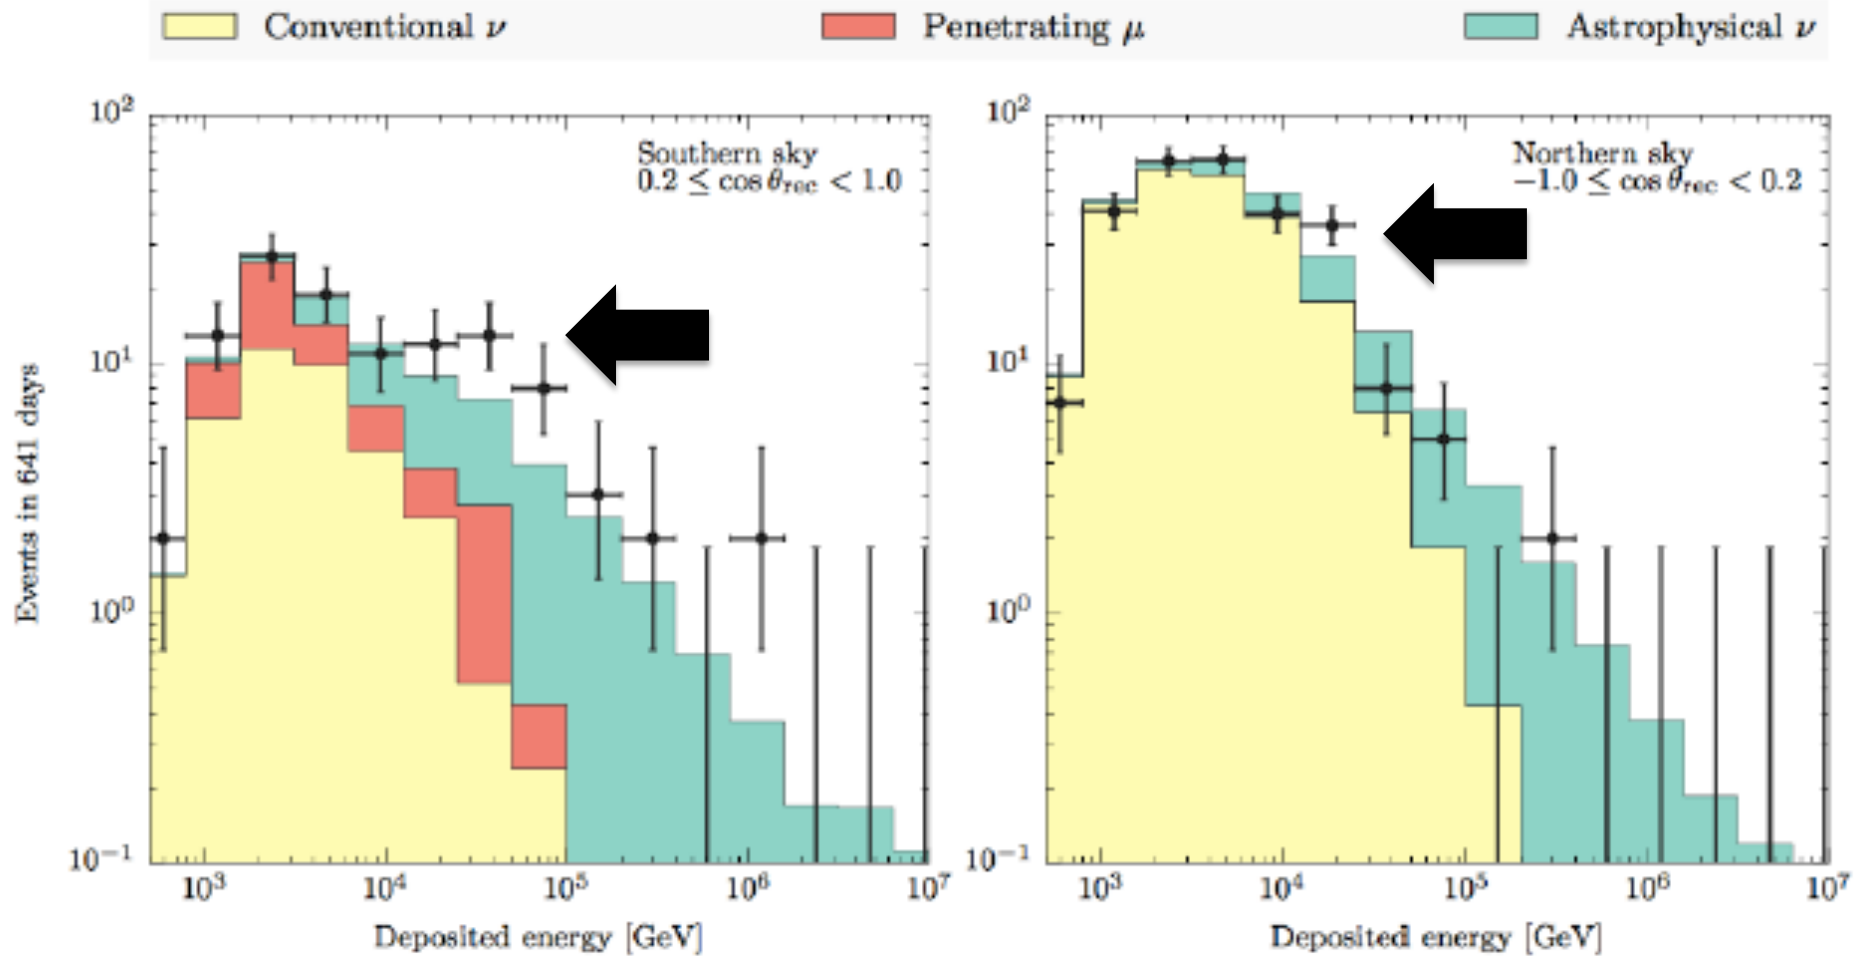 Conventional ν Penetrating μ Astrophysical ν
10²
10¹
10⁰
10⁻¹
Events in 641 days
Southern sky
0.2 ≤ cos θrec < 1.0
10³ 10⁴ 10⁵ 10⁶ 10⁷
Deposited energy [GeV]
10²
10¹
10⁰
10⁻¹
Northern sky
−1.0 ≤ cos θrec < 0.2
10³ 10⁴ 10⁵ 10⁶ 10⁷
Deposited energy [GeV]